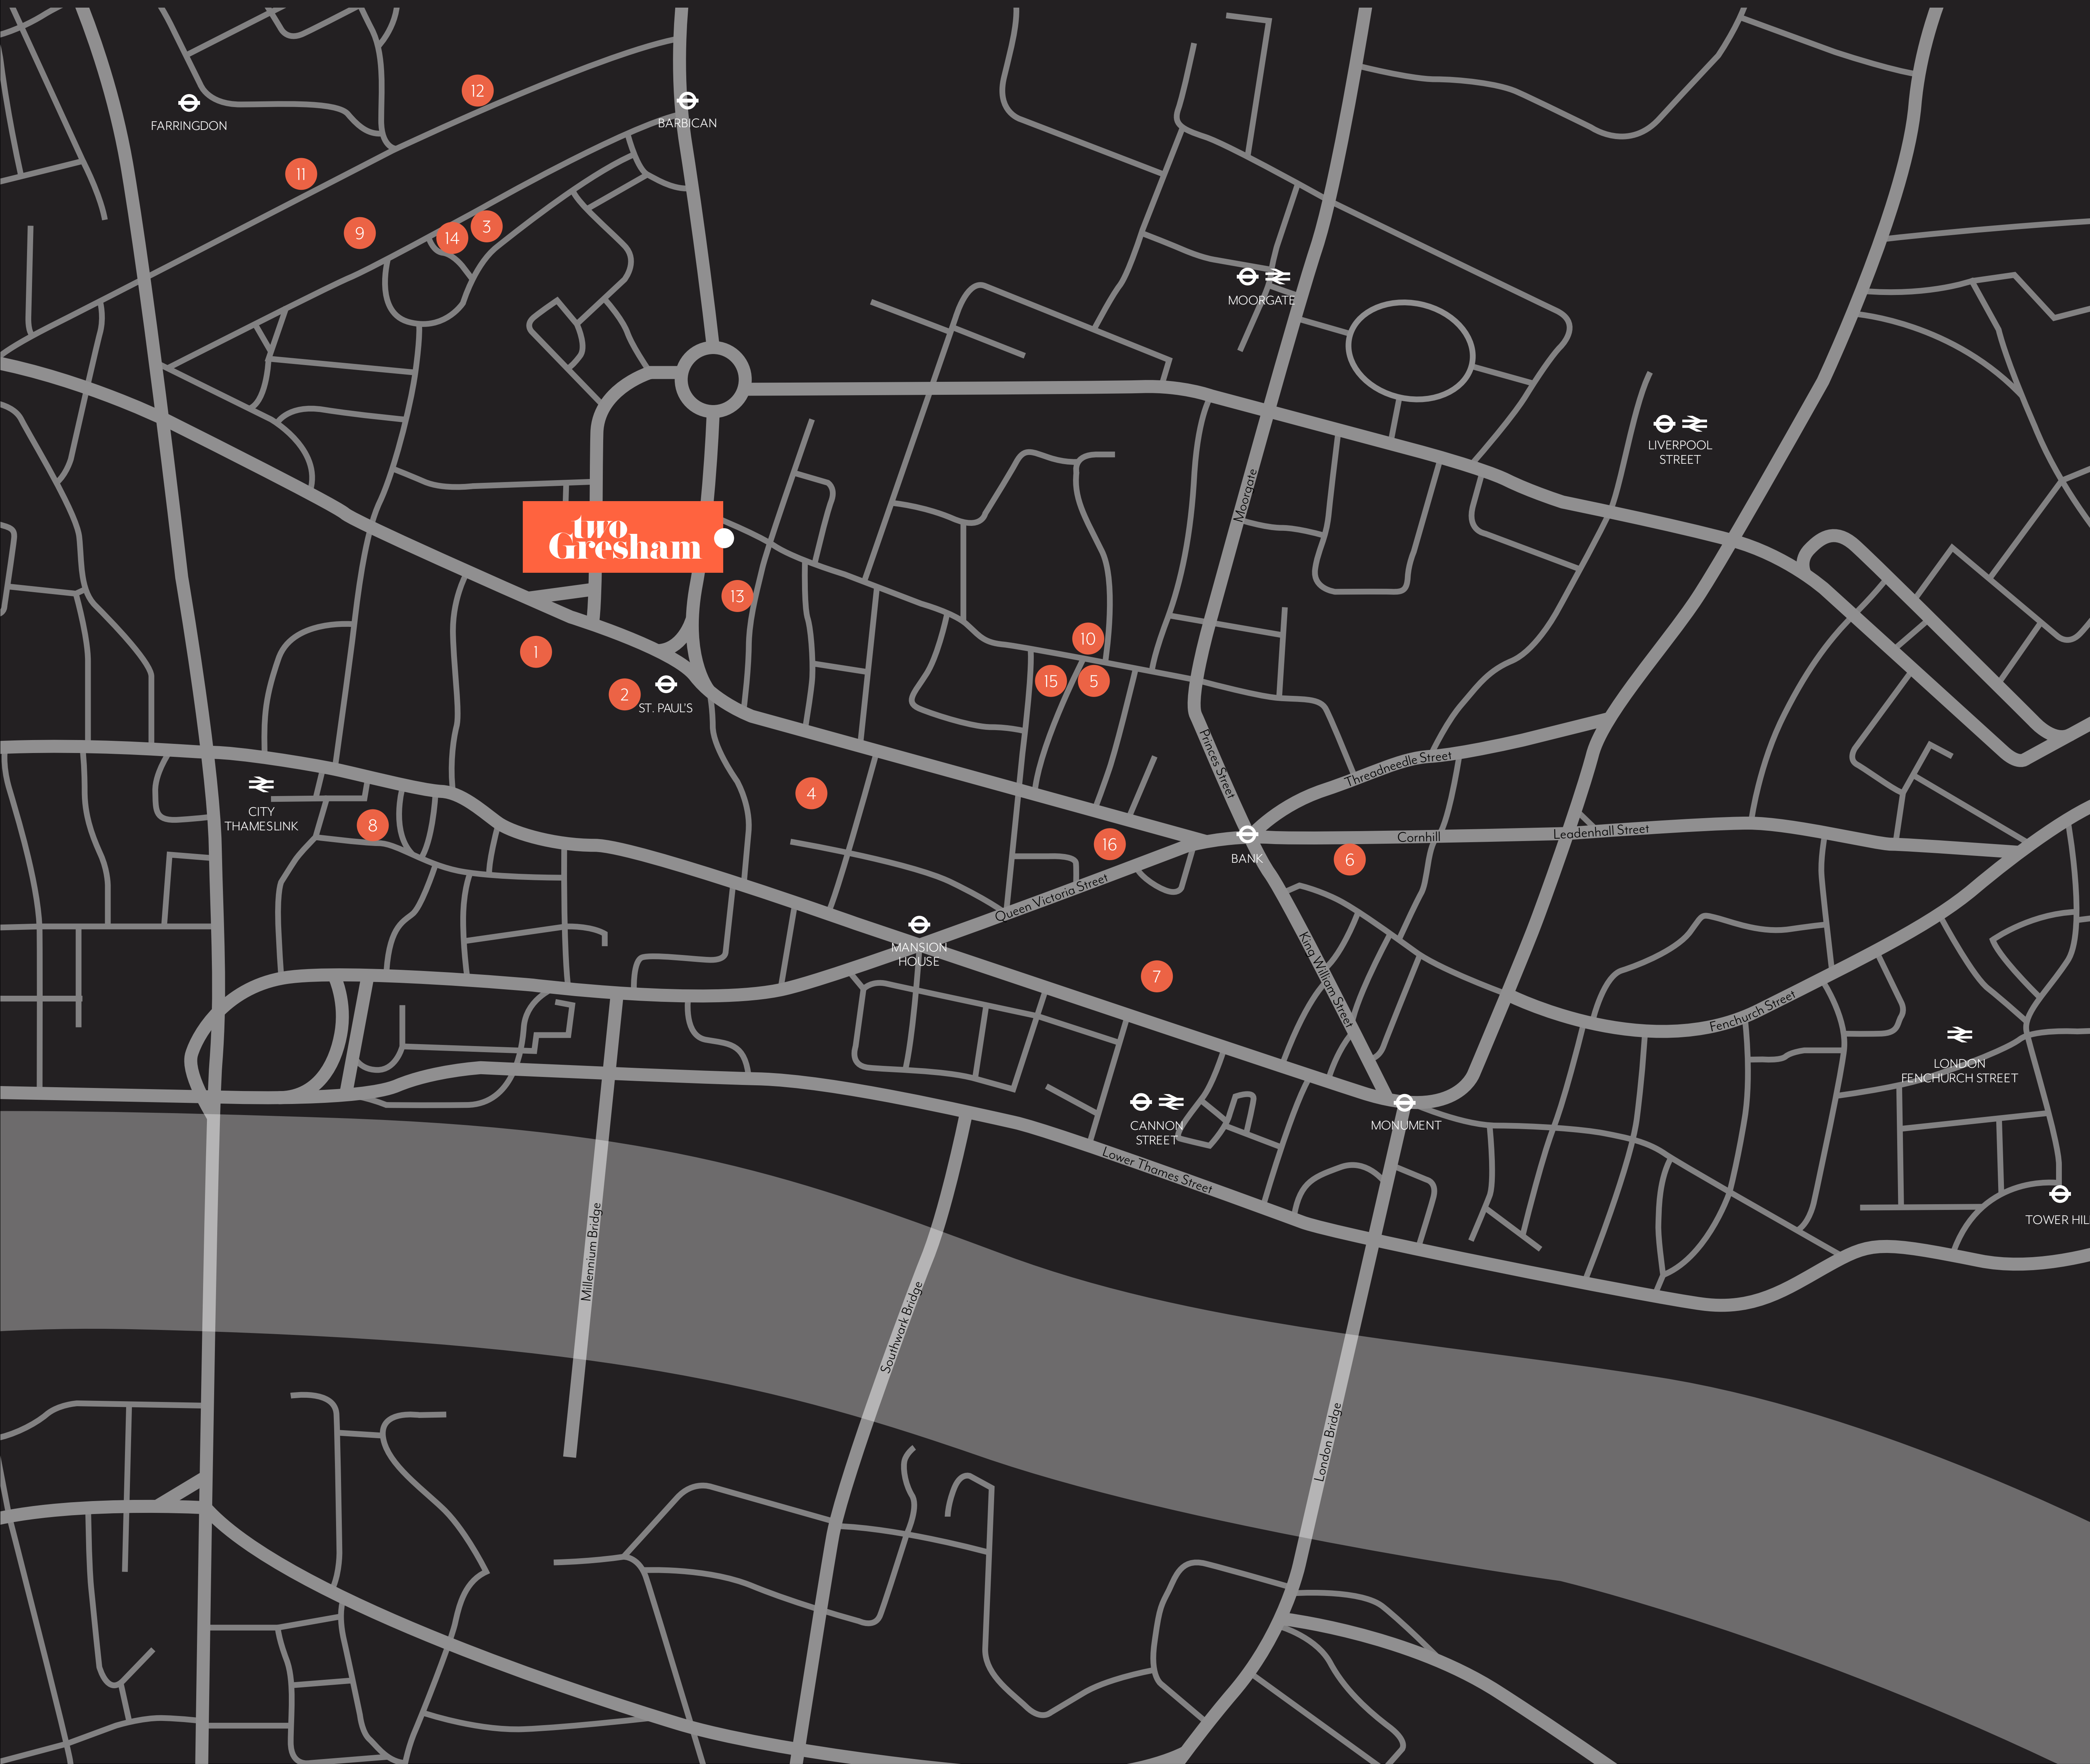 12
FARRINGDON
BARBICAN
11
9
14
3
MOORGATE
LIVERPOOL
STREET
Moorgate
two
Gresham
13
1
2
ST. PAUL'S
10
15
5
Princes Street
Threadneedle Street
CITY
THAMESLINK
8
4
16
BANK
Cornhill
Leadenhall Street
6
Queen Victoria Street
MANSION
HOUSE
7
King William Street
Fenchurch Street
LONDON
FENCHURCH STREET
CANNON
STREET
MONUMENT
Lower Thames Street
TOWER HIL
Millennium Bridge
Southwark Bridge
London Bridge